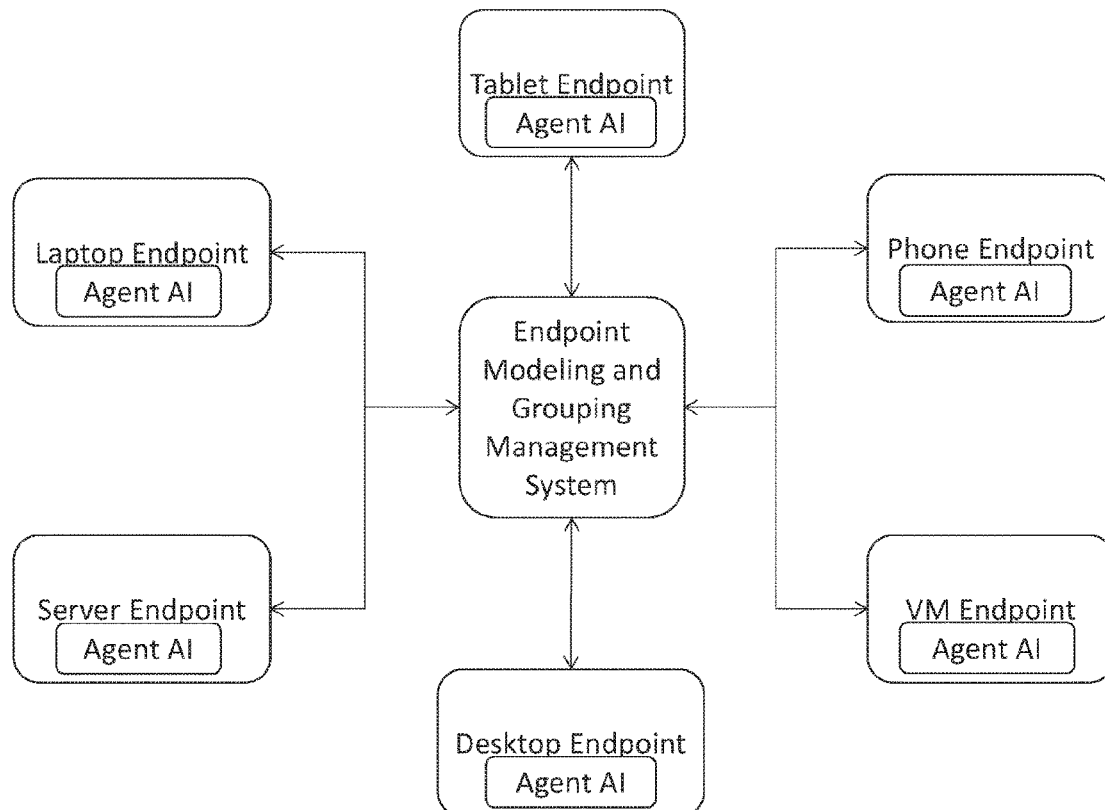 Tablet Endpoint
Agent AI
Laptop Endpoint
Agent AI
Phone Endpoint
Agent AI
Endpoint
Modeling and
Grouping
Management
System
Server Endpoint
Agent AI
VM Endpoint
Agent AI
Desktop Endpoint
Agent AI